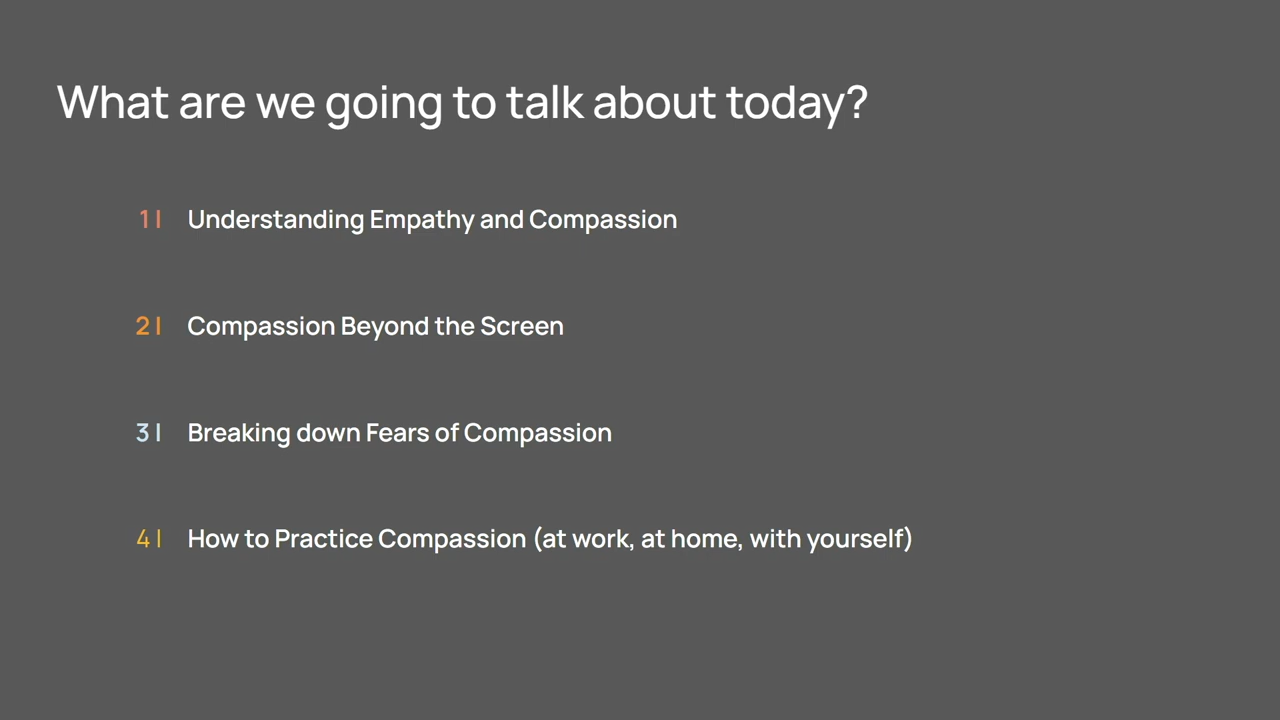 What are we going to talk about today?
1 | Understanding Empathy and Compassion
2 | Compassion Beyond the Screen
3 | Breaking down Fears of Compassion
4 | How to Practice Compassion (at work, at home, with yourself)